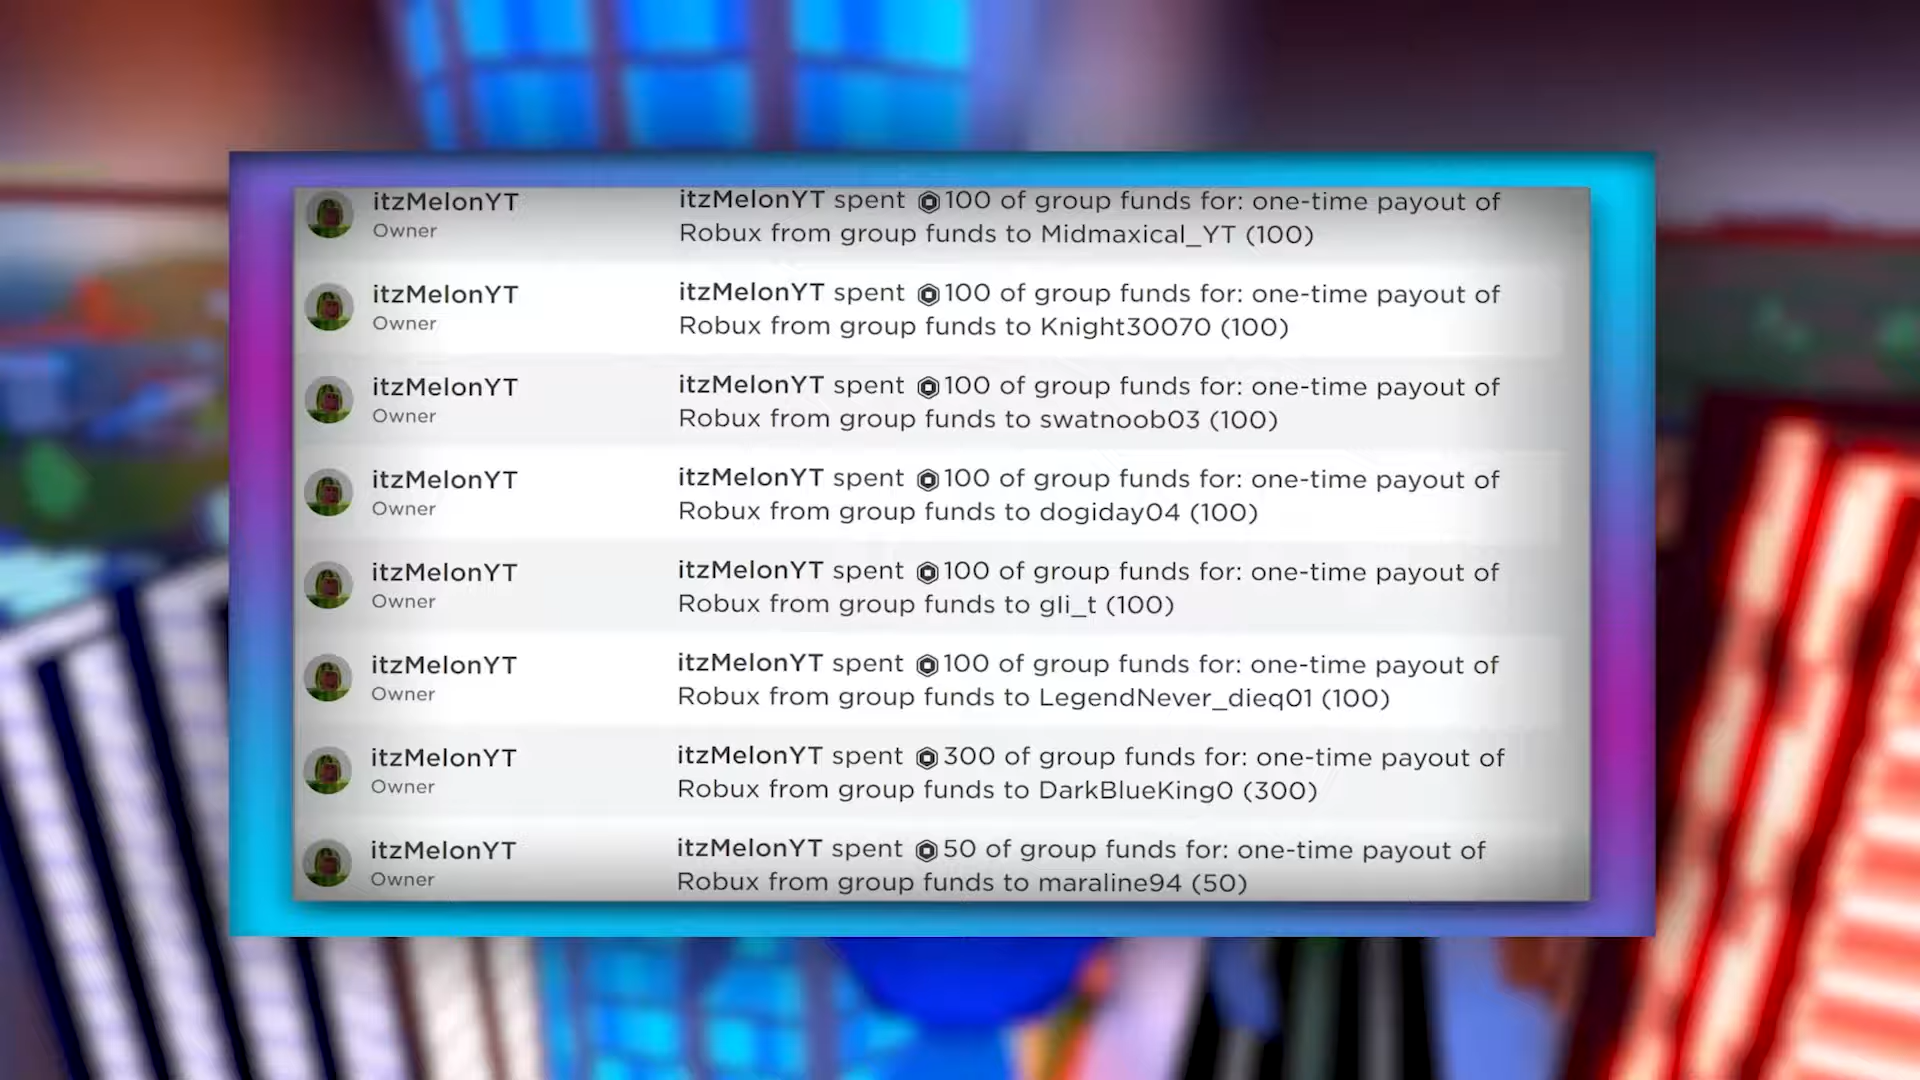 itzMelonYT
Owner
itzMelonYT spent 100 of group funds for: one-time payout of
Robux from group funds to Midmaxical_YT (100)
itzMelonYT
Owner
itzMelonYT spent 100 of group funds for: one-time payout of
Robux from group funds to Knight30070 (100)
itzMelonYT
Owner
itzMelonYT spent 100 of group funds for: one-time payout of
Robux from group funds to swatnoob03 (100)
itzMelonYT
Owner
itzMelonYT spent 100 of group funds for: one-time payout of
Robux from group funds to dogiday04 (100)
itzMelonYT
Owner
itzMelonYT spent 100 of group funds for: one-time payout of
Robux from group funds to gli_t (100)
itzMelonYT
Owner
itzMelonYT spent 100 of group funds for: one-time payout of
Robux from group funds to LegendNever_dieq01 (100)
itzMelonYT
Owner
itzMelonYT spent 300 of group funds for: one-time payout of
Robux from group funds to DarkBlueKing0 (300)
itzMelonYT
Owner
itzMelonYT spent 50 of group funds for: one-time payout of
Robux from group funds to maraline94 (50)